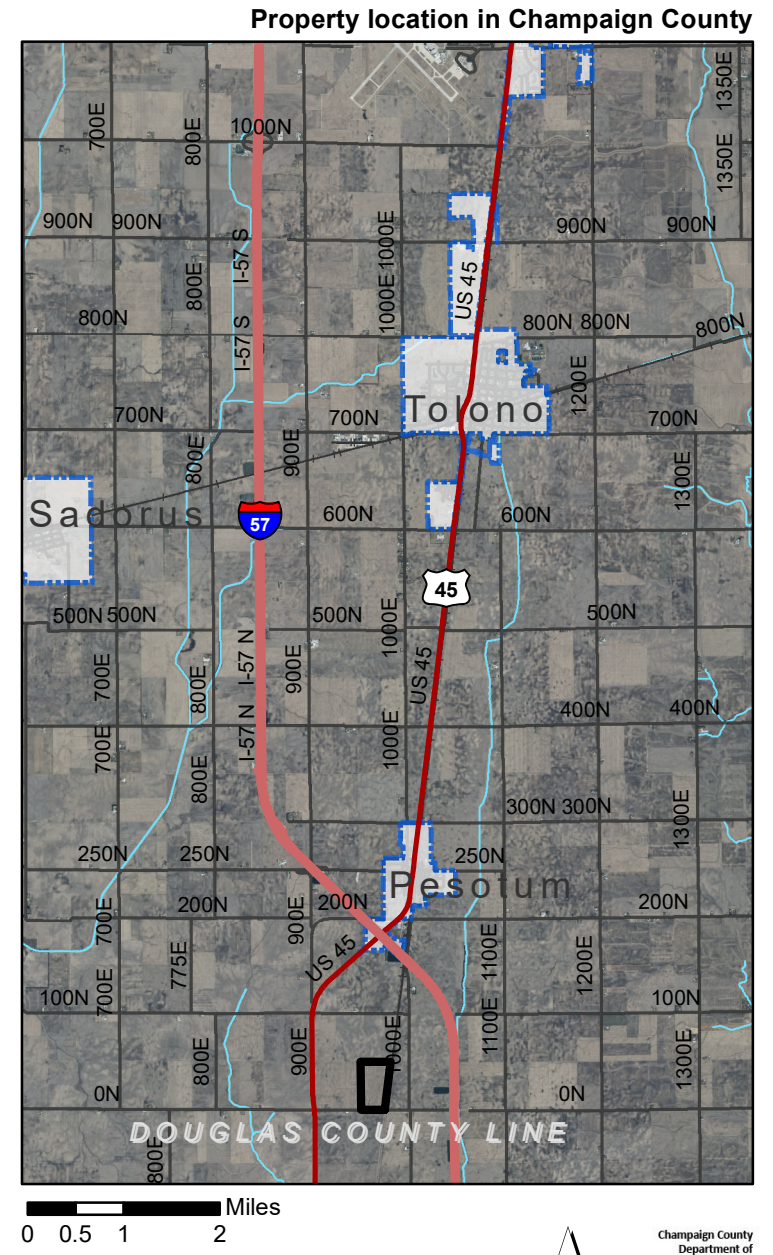 Property location in Champaign County
1350E
700E
800E
1000N
1350E
900N 900N
900N
900N
I-57 S
1000E
800E
US 45
1000E
800N
800N 800N
800N
I-57 S
1200E
Tolono
700N
700N
700N
900E
800E
1300E
Sadorus
57
600N
600N
45
500N 500N
500N
500N
1000E
I-57 N
900E
700E
800E
US 45
400N
400N
I-57 N
1000E
700E
800E
300N 300N
1300E
250N
250N
250N
Pesotum
200N
200N
200N
700E
900E
US 45
775E
1100E
1200E
100N
700E
100N
1100E
1000E
900E
800E
1300E
0N
0N
DOUGLAS COUNTY LINE
800E
Miles
0 0.5 1 2
Champaign County
Department of